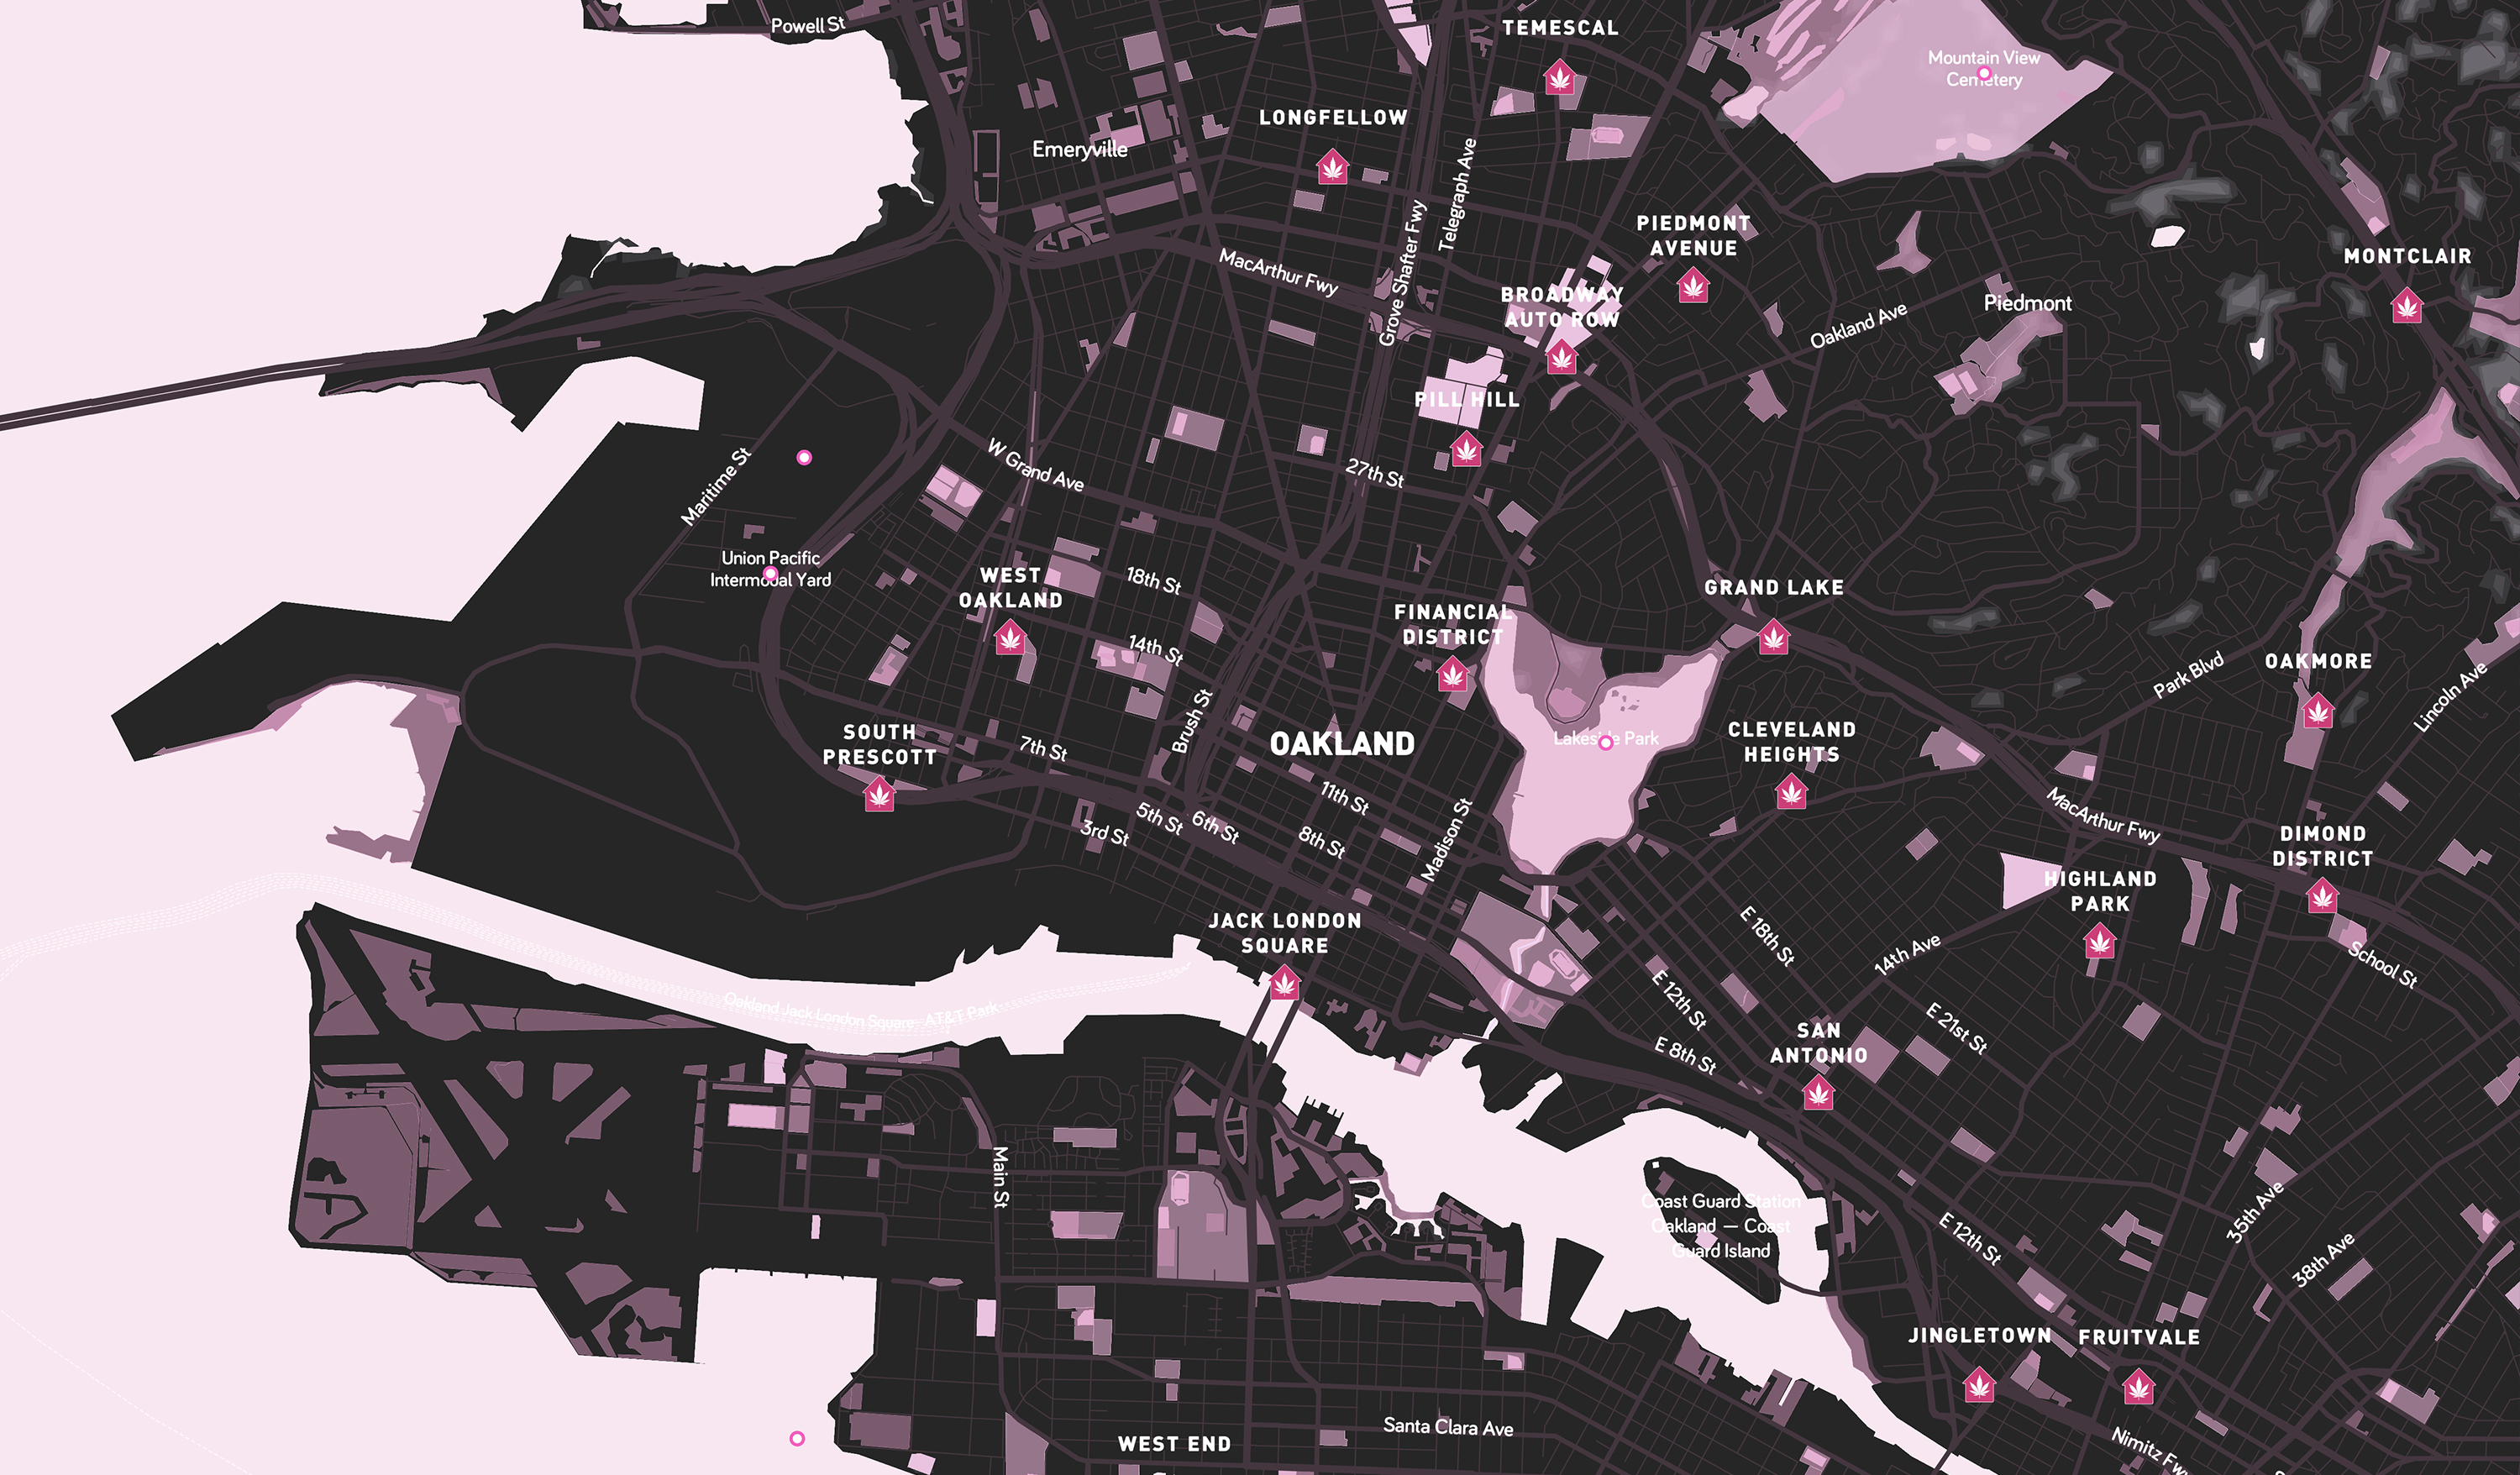 Powell St
TEMESCAL
Mountain View
Cemetery
LONGFELLOW
Emeryville
Telegraph Ave
Grove Shafter Fwy
PIEDMONT
AVENUE
MONTCLAIR
MacArthur Fwy
BROADWAY
AUTO ROW
Piedmont
Oakland Ave
PILL HILL
W Grand Ave
27th St
Maritime St
Union Pacific
Intermodal Yard
WEST
OAKLAND
18th St
GRAND LAKE
FINANCIAL
DISTRICT
14th St
OAKMORE
Park Blvd
Lincoln Ave
Brush St
SOUTH
PRESCOTT
7th St
OAKLAND
Lakeside Park
CLEVELAND
HEIGHTS
11th St
MacArthur Fwy
5th St
6th St
3rd St
8th St
Madison St
DIMOND
DISTRICT
HIGHLAND
PARK
JACK LONDON
SQUARE
E 18th St
14th Ave
School St
E 12th St
Oakland Jack London Square–AT&T Park
E 21st St
E 8th St
SAN
ANTONIO
Main St
Coast Guard Station
Oakland — Coast
Guard Island
35th Ave
E 12th St
38th Ave
JINGLETOWN
FRUITVALE
Santa Clara Ave
WEST END
Nimitz Fwy